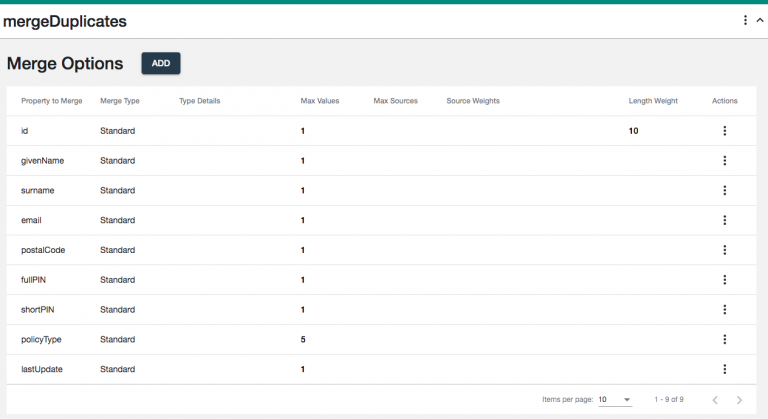 mergeDuplicates
Merge Options ADD
Property to Merge Merge Type Type Details Max Values Max Sources Source Weights Length Weight Actions
id Standard 1 10
givenName Standard 1
surname Standard 1
email Standard 1
postalCode Standard 1
fullPIN Standard 1
shortPIN Standard 1
policyType Standard 5
lastUpdate Standard 1
Items per page: 10 1 - 9 of 9